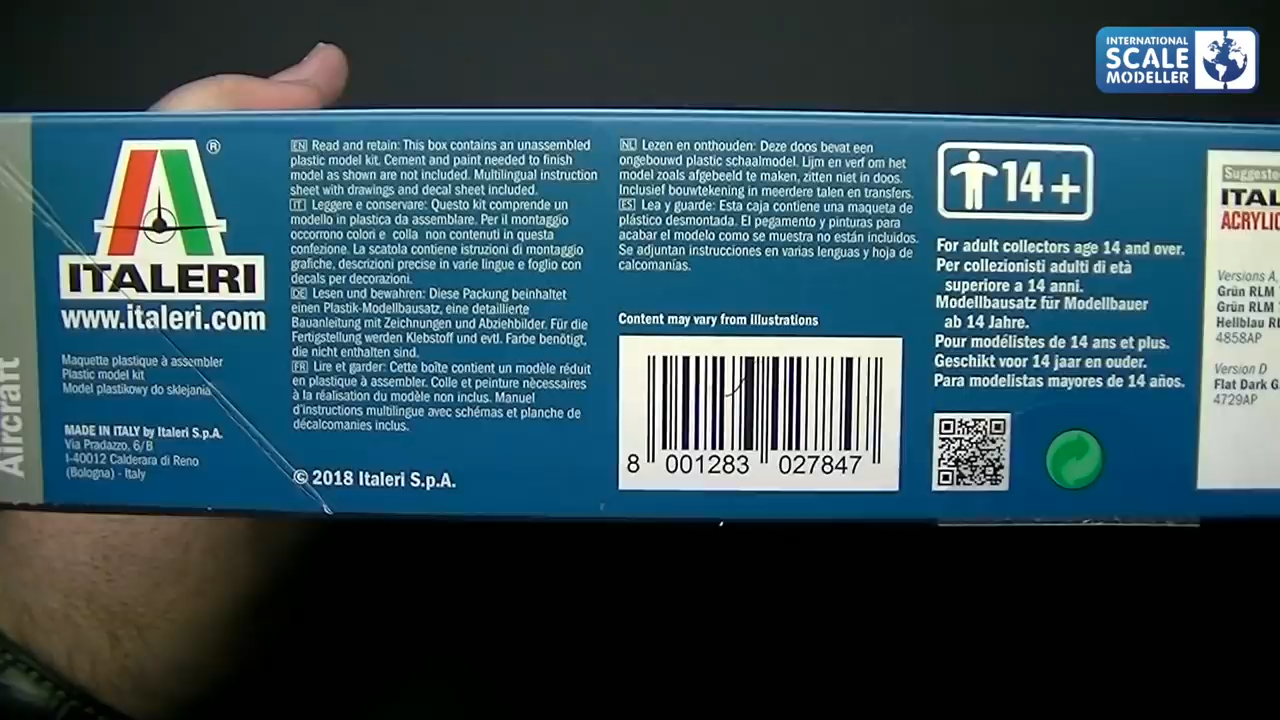 INTERNATIONAL
SCALE
MODELLER
Aircraft
®
ITALERI
www.italeri.com
Maquette plastique à assembler
Plastic model kit
Model plastikowy do sklejania
MADE IN ITALY by Italeri S.p.A.
Via Pradazzo, 6/B
I-40012 Calderara di Reno
(Bologna) - Italy
EN Read and retain: This box contains an unassembled
plastic model kit. Cement and paint needed to finish
model as shown are not included. Multilingual instruction
sheet with drawings and decal sheet included.
IT Leggere e conservare: Questo kit comprende un
modello in plastica da assemblare. Per il montaggio
occorrono colori e colla non contenuti in questa
confezione. La scatola contiene istruzioni di montaggio
grafiche, descrizioni precise in varie lingue e foglio con
decals per decorazioni.
DE Lesen und bewahren: Diese Packung beinhaltet
einen Plastik-Modellbausatz, eine detaillierte
Bauanleitung mit Zeichnungen und Abziehbilder. Für die
Fertigstellung werden Klebstoff und evtl. Farbe benötigt,
die nicht enthalten sind.
FR Lire et garder: Cette boîte contient un modèle réduit
en plastique à assembler. Colle et peinture nècessaires
à la réalisation du modèle non inclus. Manuel
d'instructions multilingue avec schémas et planche de
décalcomanies inclus.
© 2018 Italeri S.p.A.
NL Lezen en onthouden: Deze doos bevat een
ongebouwd plastic schaalmodel. Lijm en verf om het
model zoals afgebeeld te maken, zitten niet in doos.
Inclusief bouwtekening in meerdere talen en transfers.
ES Lea y guarde: Esta caja contiene una maqueta de
plástico desmontada. El pegamento y pinturas para
acabar el modelo como se muestra no están incluidos.
Se adjuntan instrucciones en varias lenguas y hoja de
calcomanías.
Content may vary from illustrations
8 001283 027847
14+
For adult collectors age 14 and over.
Per collezionisti adulti di età
superiore a 14 anni.
Modellbausatz für Modellbauer
ab 14 Jahre.
Pour modélistes de 14 ans et plus.
Geschikt voor 14 jaar en ouder.
Para modelistas mayores de 14 años.
Suggeste
ITAL
ACRYLIC
Versions A,
Grün RLM
Grün RLM
Hellblau RL
4858AP
Version D
Flat Dark G
4729AP